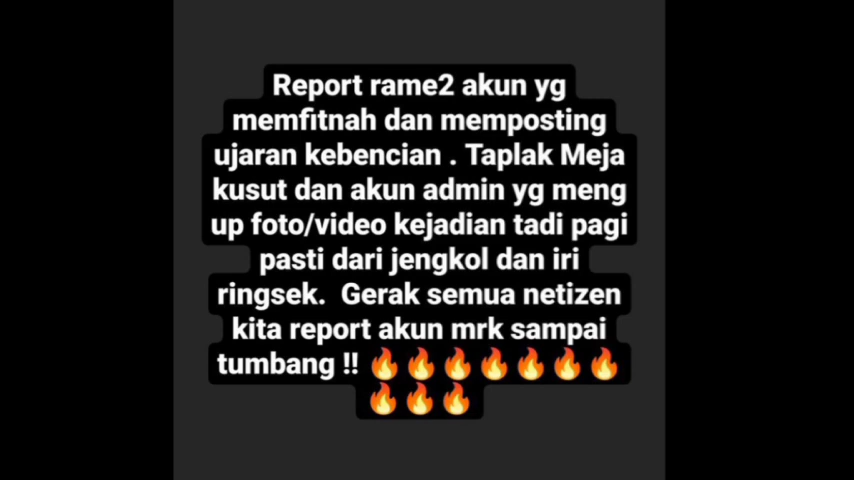 Report rame2 akun yg
memfitnah dan memposting
ujaran kebencian . Taplak Meja
kusut dan akun admin yg meng
up foto/video kejadian tadi pagi
pasti dari jengkol dan iri
ringsek. Gerak semua netizen
kita report akun mrk sampai
tumbang !! 🔥🔥🔥🔥🔥🔥🔥
🔥🔥🔥